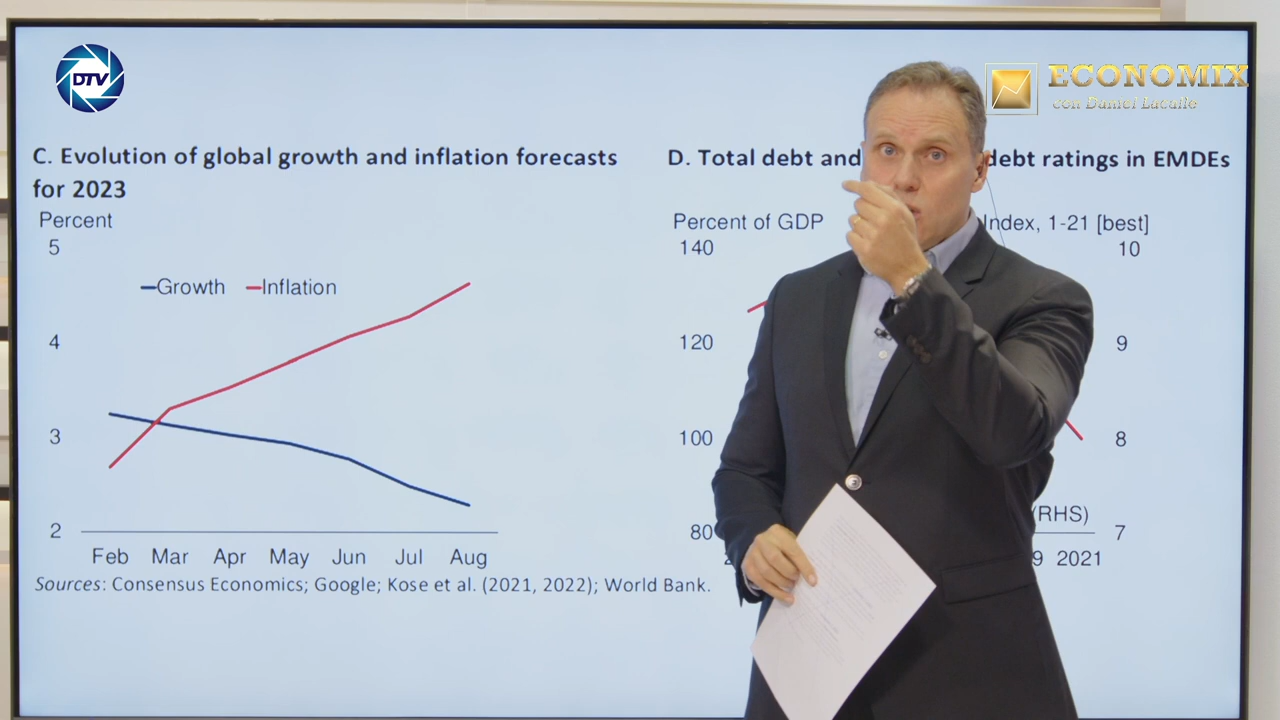 DTV
ECONOMIX
con Daniel Lacalle
C. Evolution of global growth and inflation forecasts
for 2023
Percent
5
Growth
Inflation
4
3
2
Feb Mar Apr May Jun Jul Aug
Sources: Consensus Economics; Google; Kose et al. (2021, 2022); World Bank.
D. Total debt and debt ratings in EMDEs
Percent of GDP
Index, 1-21 [best]
140
10
120
9
100
8
(RHS)
80
7
9 2021